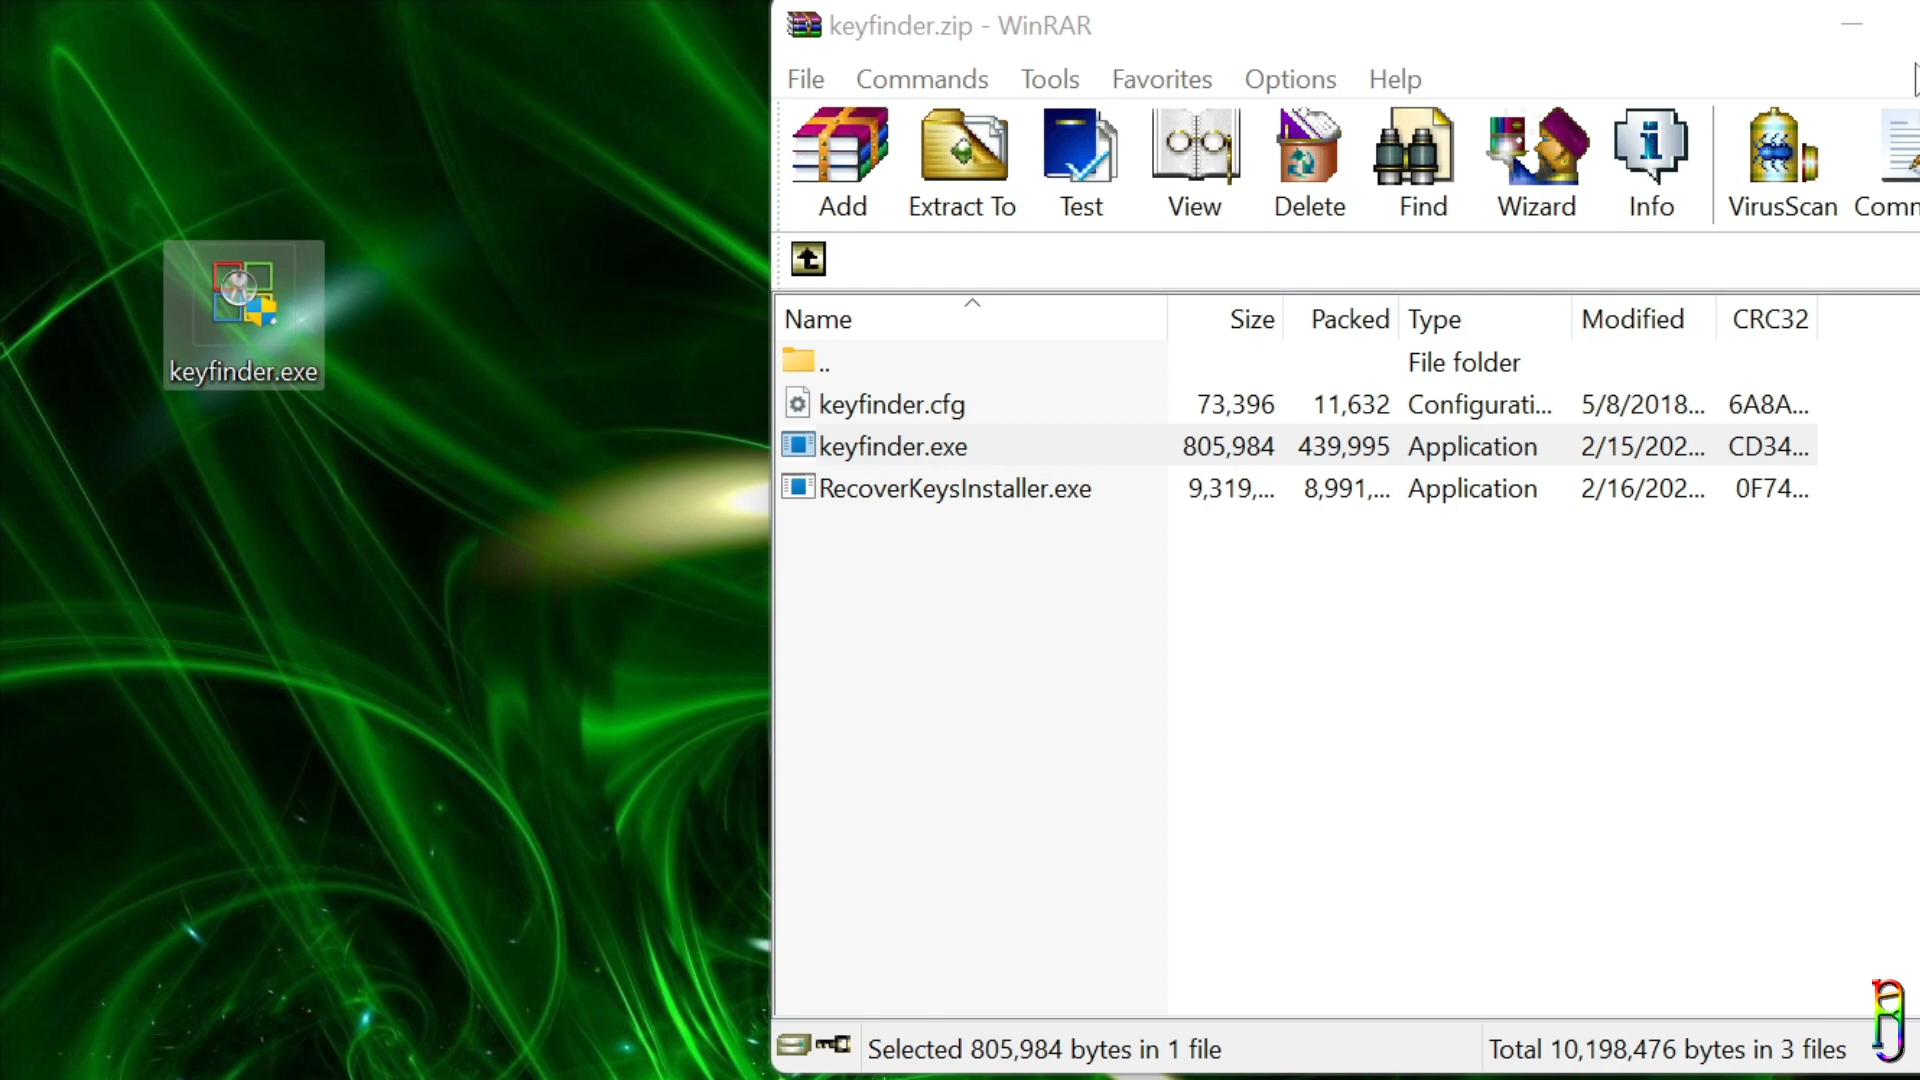 keyfinder.exe
keyfinder.zip - WinRAR
File Commands Tools Favorites Options Help
Add Extract To Test View Delete Find Wizard Info VirusScan Comm
Name Size Packed Type Modified CRC32
.. File folder
keyfinder.cfg 73,396 11,632 Configurati... 5/8/2018... 6A8A...
keyfinder.exe 805,984 439,995 Application 2/15/202... CD34...
RecoverKeysInstaller.exe 9,319,... 8,991,... Application 2/16/202... 0F74...
Selected 805,984 bytes in 1 file
Total 10,198,476 bytes in 3 files